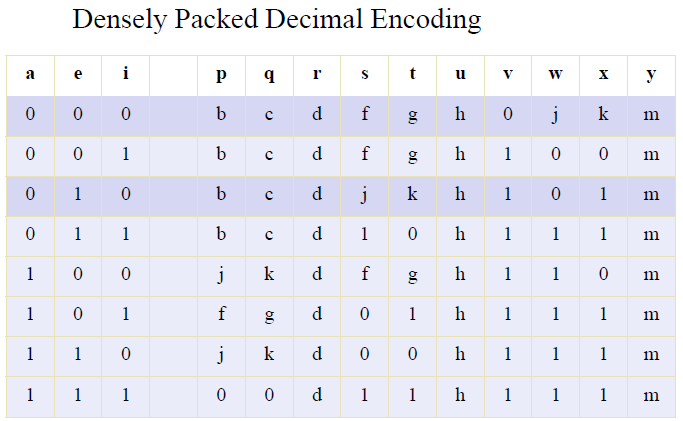 Densely Packed Decimal Encoding
a e i p q r s t u v w x y
0 0 0 b c d f g h 0 j k m
0 0 1 b c d f g h 1 0 0 m
0 1 0 b c d j k h 1 0 1 m
0 1 1 b c d 1 0 h 1 1 1 m
1 0 0 j k d f g h 1 1 0 m
1 0 1 f g d 0 1 h 1 1 1 m
1 1 0 j k d 0 0 h 1 1 1 m
1 1 1 0 0 d 1 1 h 1 1 1 m